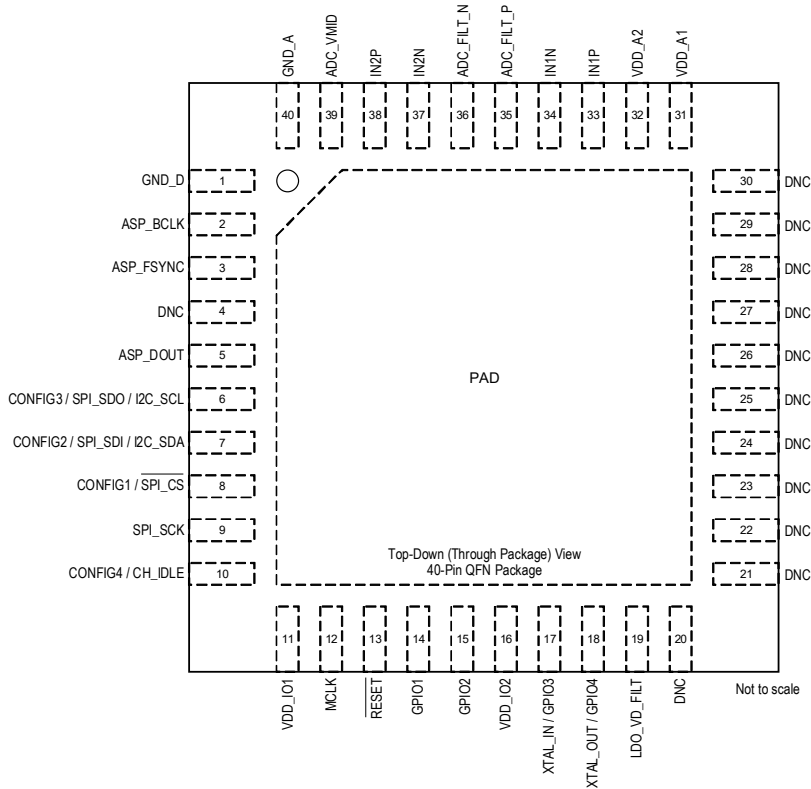 GND_A
ADC_VMID
IN2P
IN2N
ADC_FILT_N
ADC_FILT_P
IN1N
IN1P
VDD_A2
VDD_A1
40
39
38
37
36
35
34
33
32
31
GND_D
1
30
DNC
ASP_BCLK
2
29
DNC
ASP_FSYNC
3
28
DNC
DNC
4
27
DNC
ASP_DOUT
5
26
DNC
PAD
CONFIG3 / SPI_SDO / I2C_SCL
6
25
DNC
CONFIG2 / SPI_SDI / I2C_SDA
7
24
DNC
CONFIG1 / SPI_CS
8
23
DNC
SPI_SCK
9
22
DNC
Top-Down (Through Package) View
40-Pin QFN Package
CONFIG4 / CH_IDLE
10
21
DNC
11
12
13
14
15
16
17
18
19
20
VDD_IO1
MCLK
RESET
GPIO1
GPIO2
VDD_IO2
XTAL_IN / GPIO3
XTAL_OUT / GPIO4
LDO_VD_FILT
DNC
Not to scale